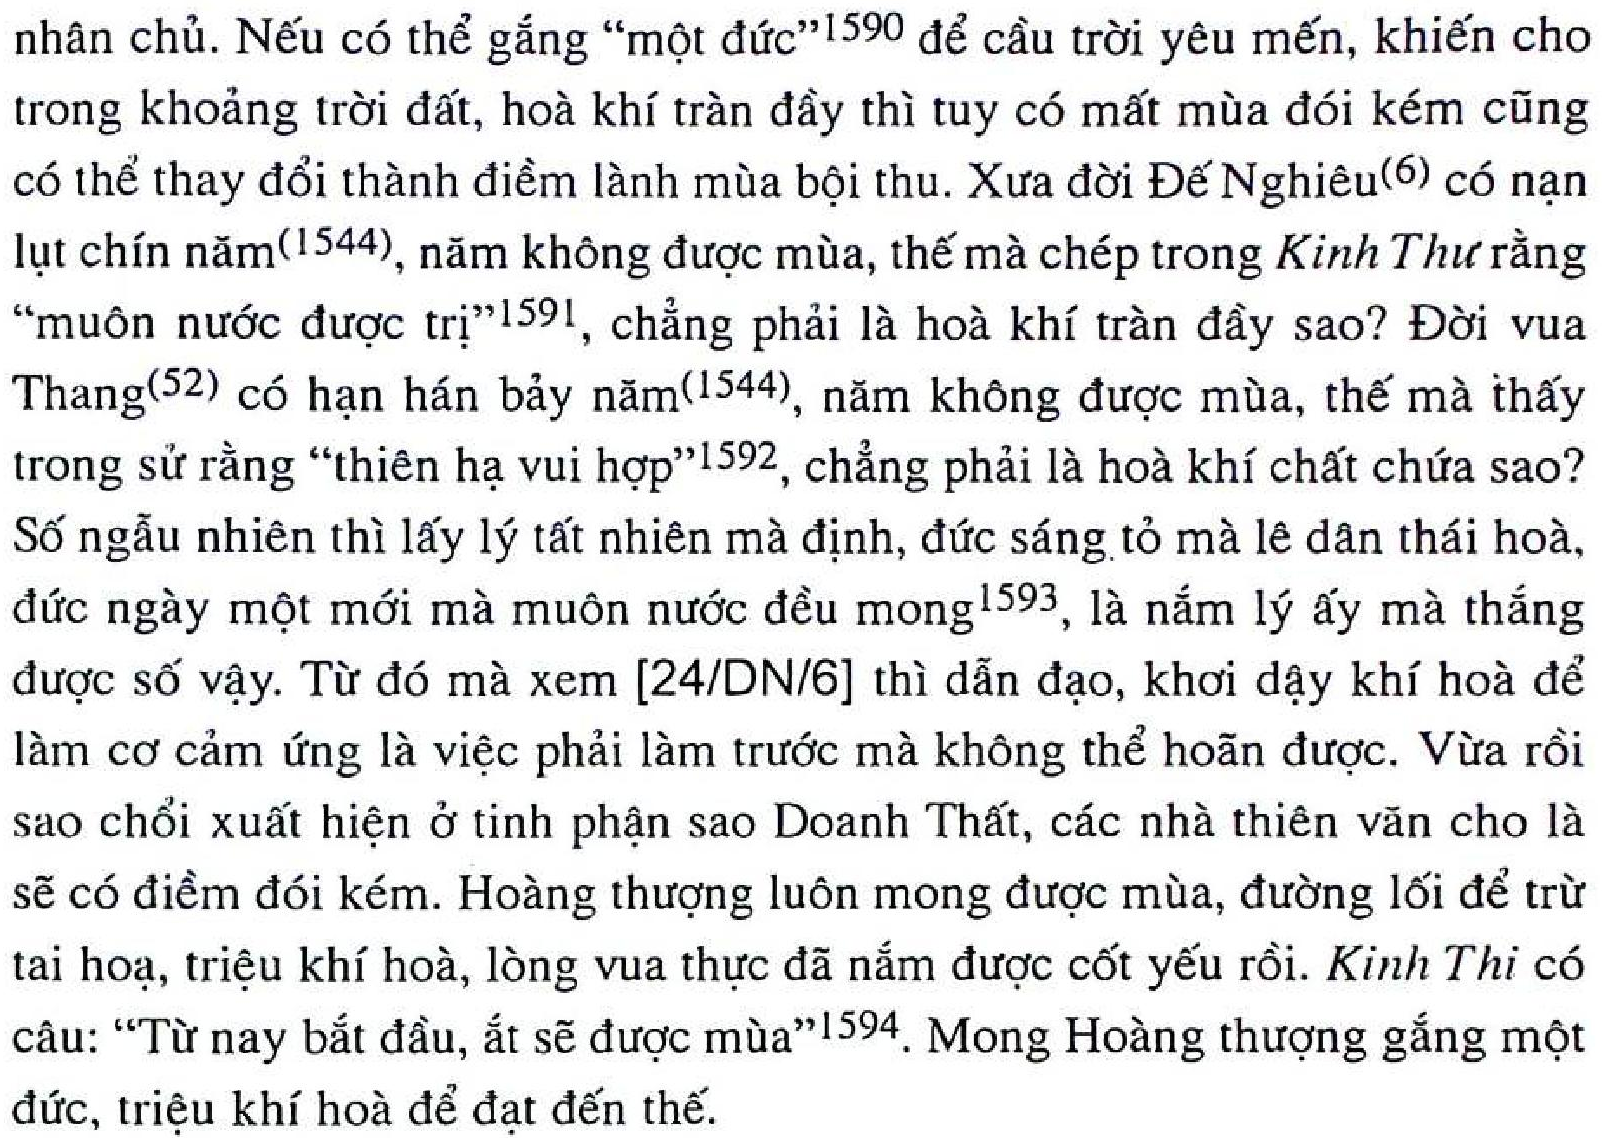 nhân chủ. Nếu có thể gắng “một đức”1590 để cầu trời yêu mến, khiến cho
trong khoảng trời đất, hoà khí tràn đầy thì tuy có mất mùa đói kém cũng
có thể thay đổi thành điềm lành mùa bội thu. Xưa đời Đế Nghiêu(6) có nạn
lụt chín năm(1544), năm không được mùa, thế mà chép trong Kinh Thư rằng
“muôn nước được trị”1591, chẳng phải là hoà khí tràn đầy sao? Đời vua
Thang(52) có hạn hán bảy năm(1544), năm không được mùa, thế mà thấy
trong sử rằng “thiên hạ vui hợp”1592, chẳng phải là hoà khí chất chứa sao?
Số ngẫu nhiên thì lấy lý tất nhiên mà định, đức sáng tỏ mà lê dân thái hoà,
đức ngày một mới mà muôn nước đều mong1593, là nắm lý ấy mà thắng
được số vậy. Từ đó mà xem [24/DN/6] thì dẫn đạo, khơi dậy khí hoà để
làm cơ cảm ứng là việc phải làm trước mà không thể hoãn được. Vừa rồi
sao chổi xuất hiện ở tinh phận sao Doanh Thất, các nhà thiên văn cho là
sẽ có điềm đói kém. Hoàng thượng luôn mong được mùa, đường lối để trừ
tai hoạ, triệu khí hoà, lòng vua thực đã nắm được cốt yếu rồi. Kinh Thi có
câu: “Từ nay bắt đầu, ắt sẽ được mùa”1594. Mong Hoàng thượng gắng một
đức, triệu khí hoà để đạt đến thế.